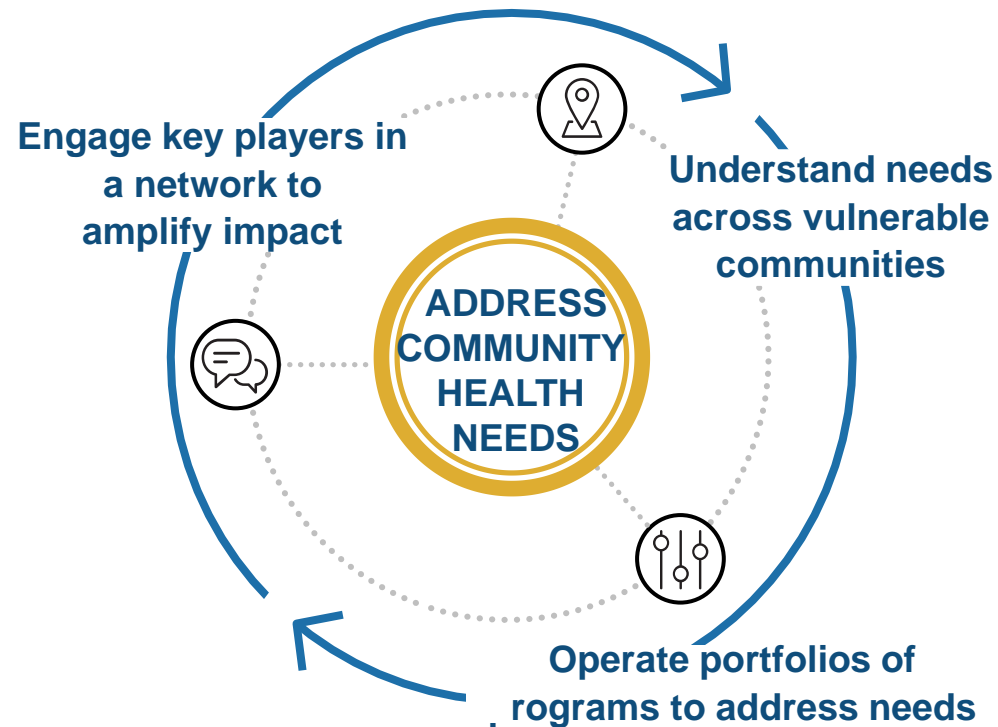 Engage key players in
a network to
amplify impact
Understand needs
across vulnerable
communities
ADDRESS
COMMUNITY
HEALTH
NEEDS
Operate portfolios of
rograms to address needs